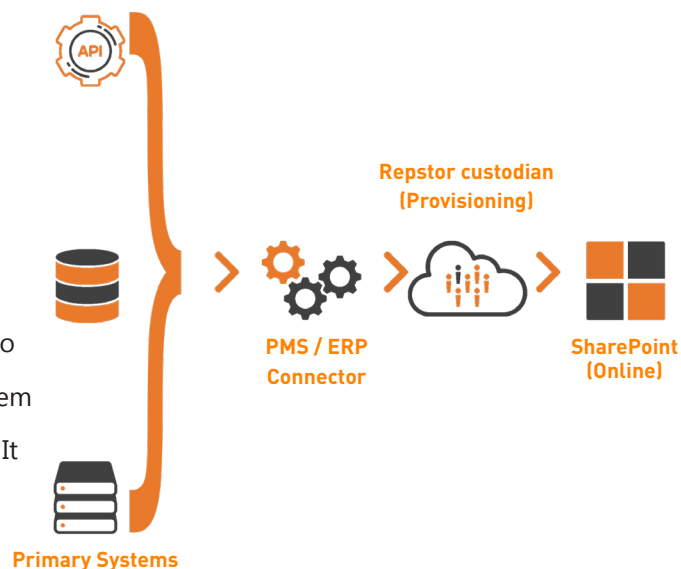 API
Repstor custodian
(Provisioning)
o
em
It
PMS / ERP
Connector
SharePoint
(Online)
Primary Systems